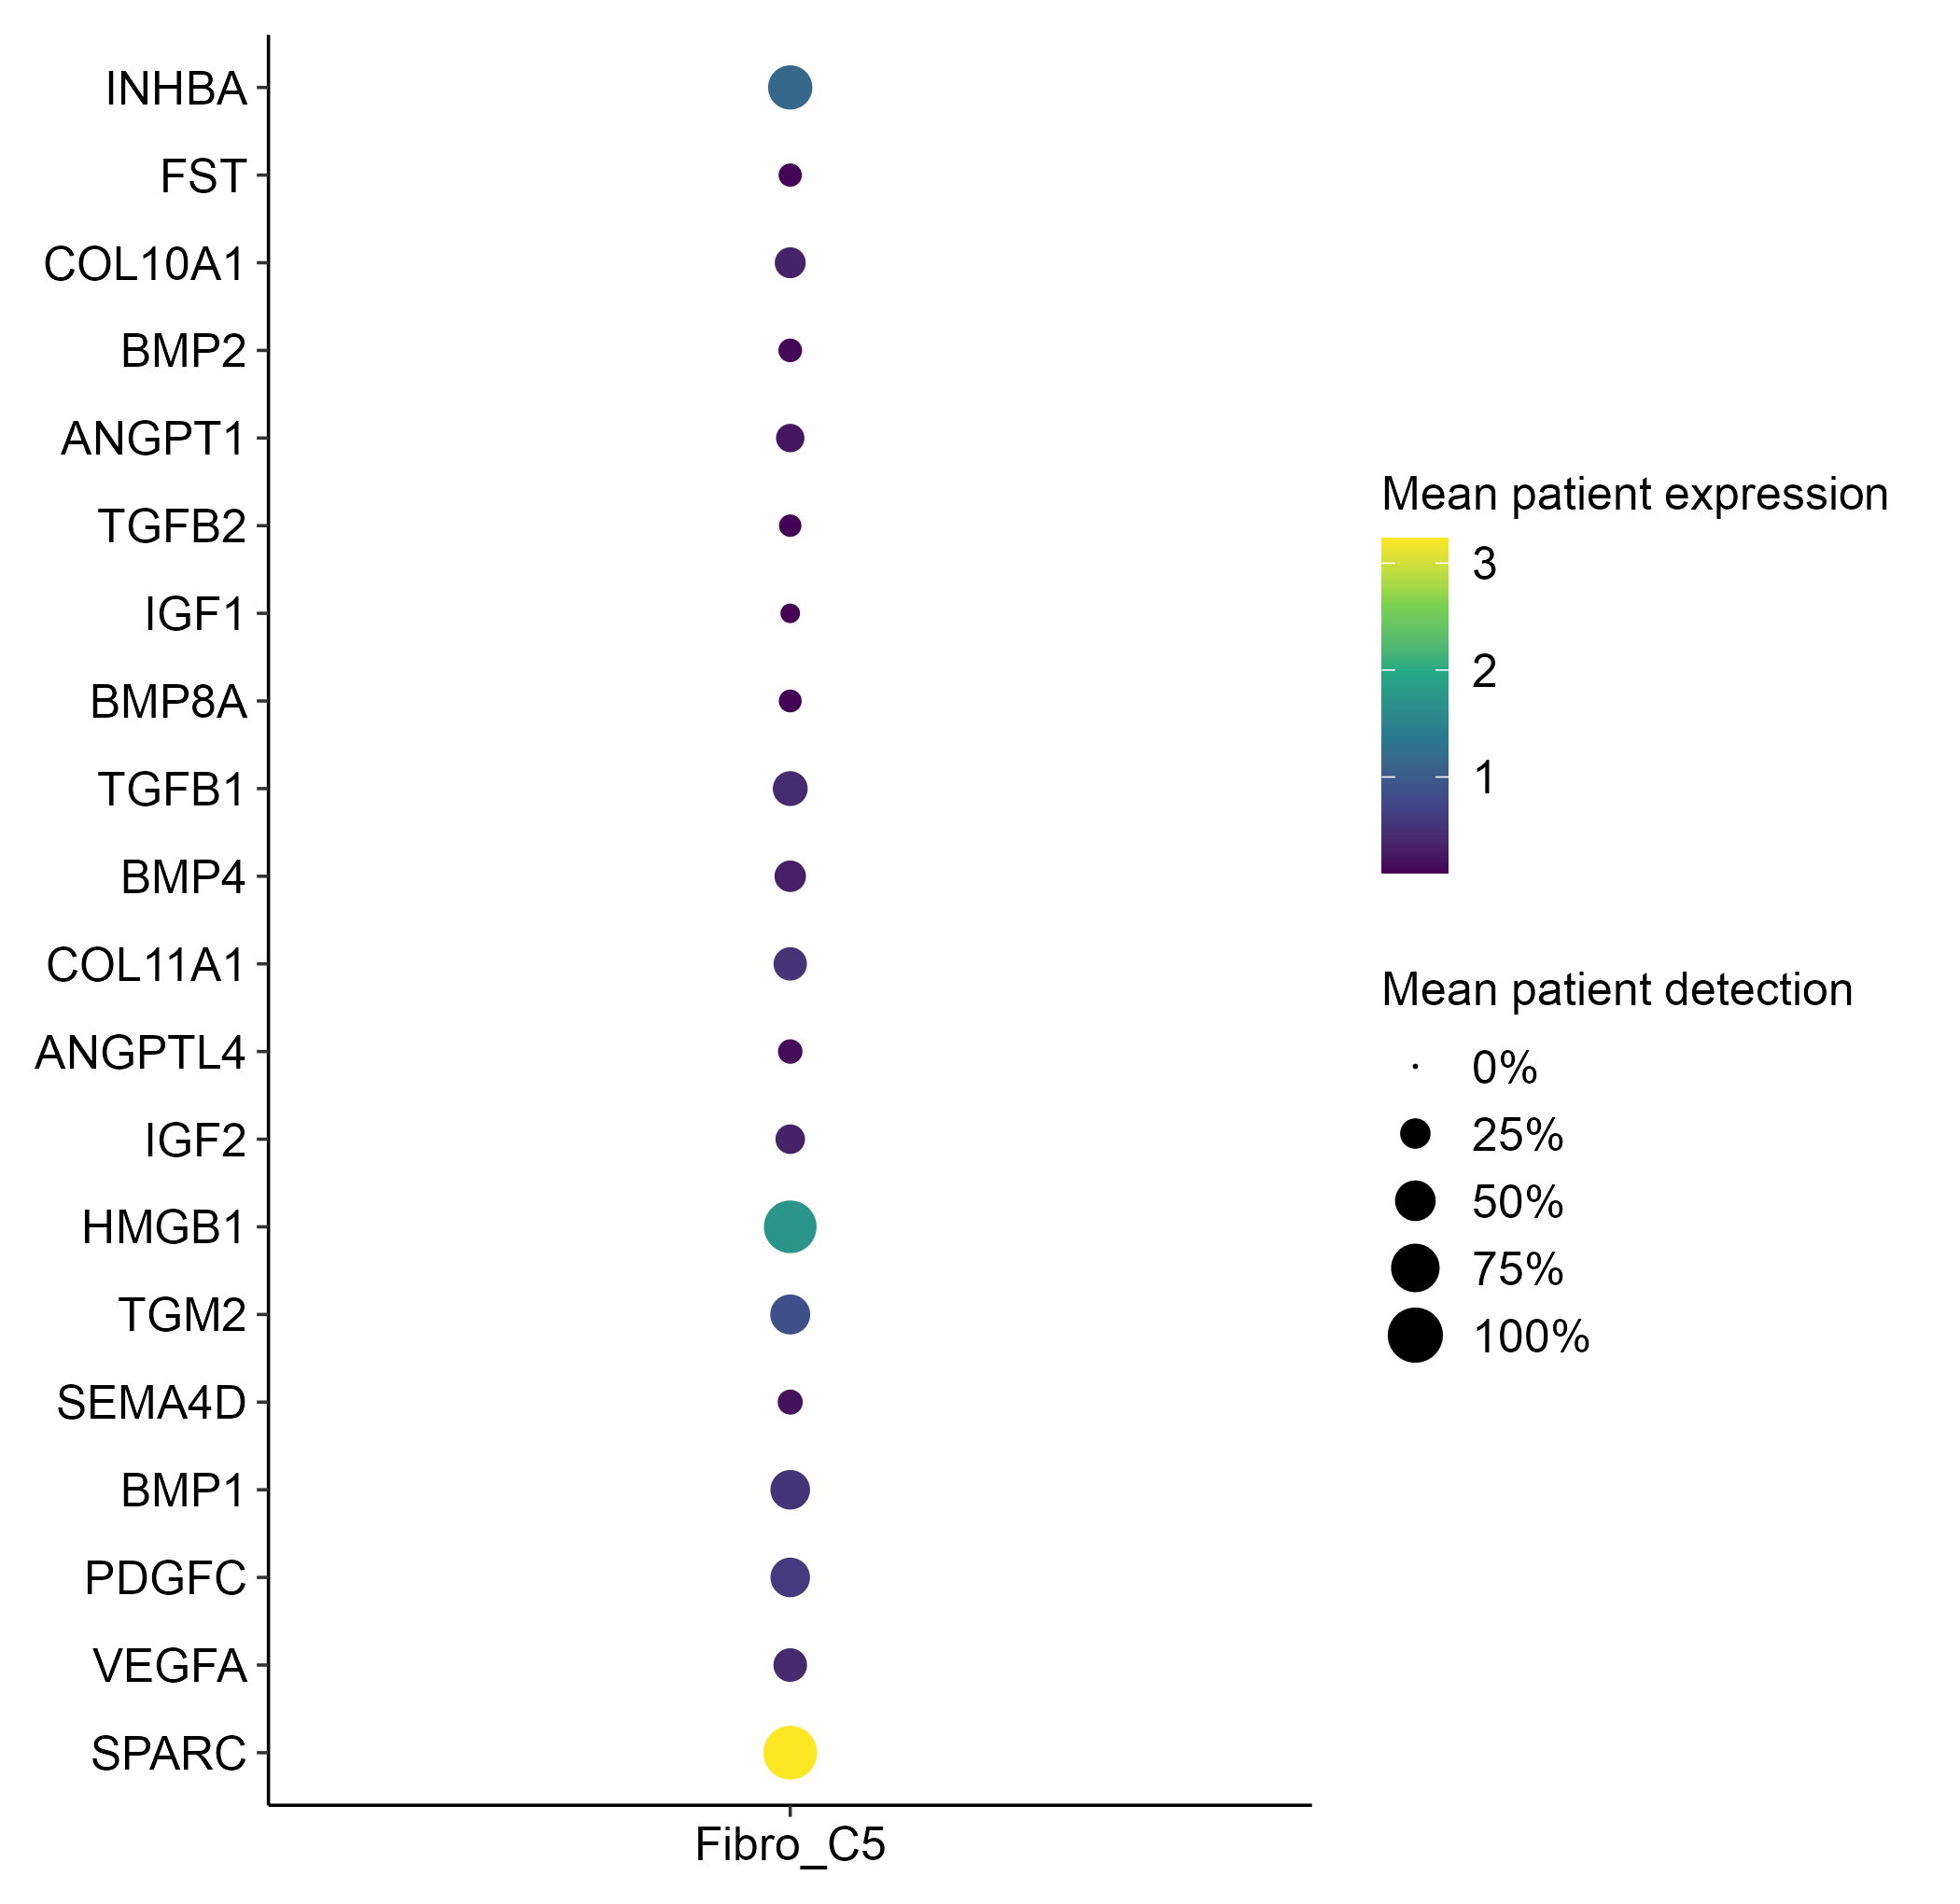 INHBA
FST
COL10A1
BMP2
ANGPT1
TGFB2
IGF1
BMP8A
TGFB1
BMP4
COL11A1
ANGPTL4
IGF2
HMGB1
TGM2
SEMA4D
BMP1
PDGFC
VEGFA
SPARC
Fibro_C5
Mean patient expression
3
2
1
Mean patient detection
0%
25%
50%
75%
100%